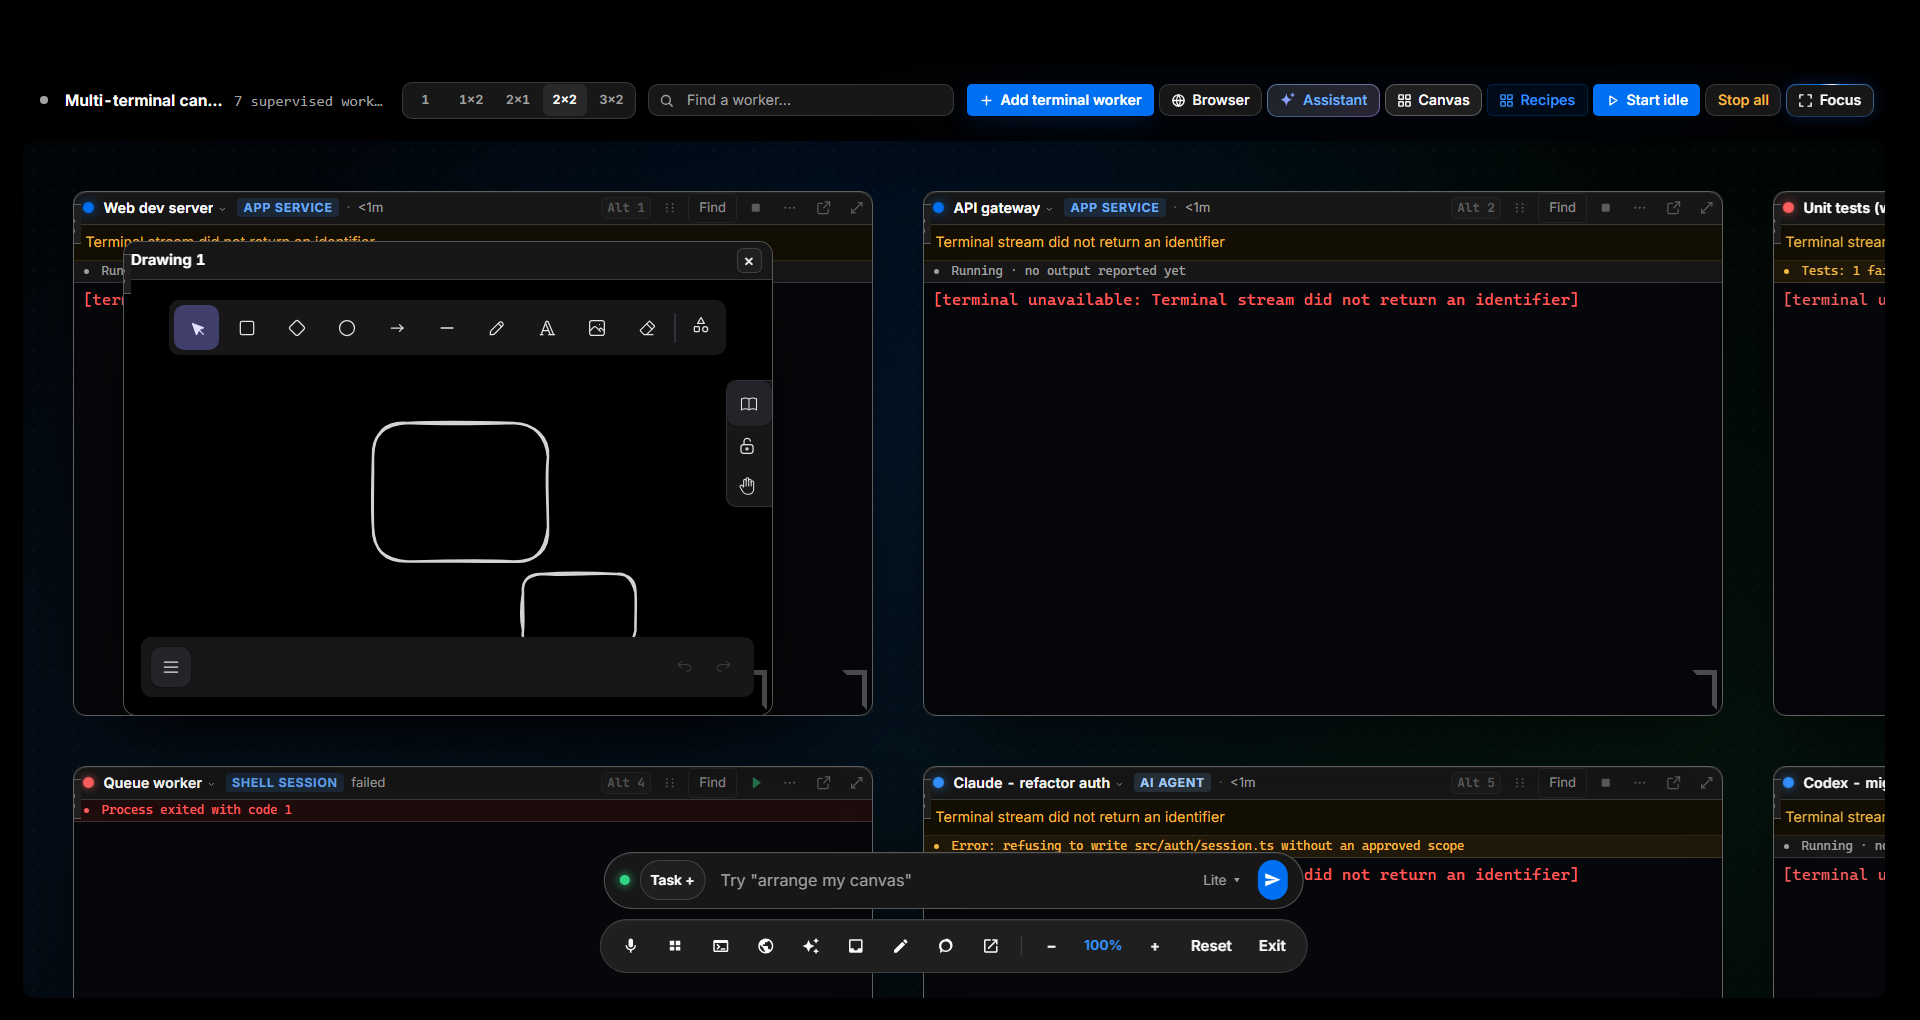 Multi-terminal can... 7 supervised work...
1 1×2 2×1 2×2 3×2
Find a worker...
+ Add terminal worker
Browser
Assistant
Canvas
Recipes
Start idle
Stop all
Focus
Web dev server APP SERVICE · <1m Alt 1 Find
Terminal stream did not return an identifier
Drawing 1
API gateway APP SERVICE · <1m Alt 2 Find
Terminal stream did not return an identifier
Running · no output reported yet
[terminal unavailable: Terminal stream did not return an identifier]
Unit tests
Terminal
Tests: 1
[terminal
Queue worker SHELL SESSION failed Alt 4 Find
Process exited with code 1
Claude - refactor auth AI AGENT · <1m Alt 5 Find
Terminal stream did not return an identifier
Error: refusing to write src/auth/session.ts without an approved scope
did not return an identifier]
Codex -
Terminal
Running ·
[terminal
Task +
Try "arrange my canvas"
Lite
− 100% + Reset Exit